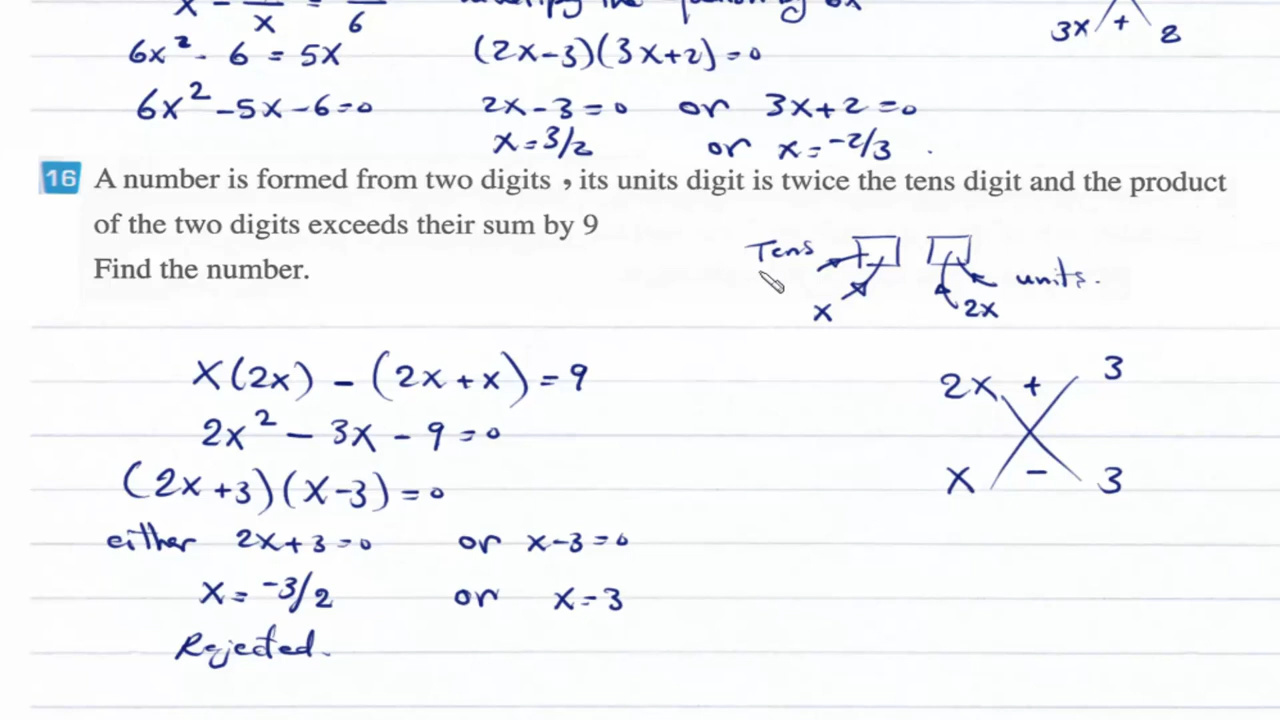 x
x
6
6x² - 6 = 5x
(2x-3)(3x+2)=0
3x + 2
6x² -5x -6=0
2x-3=0 or 3x+2=0
x=3/2 or x=-2/3 .
16 A number is formed from two digits , its units digit is twice the tens digit and the product
of the two digits exceeds their sum by 9
Find the number.
Tens
units.
x
2x
x(2x) - (2x+x) = 9
2x² - 3x - 9 = 0
(2x+3)(x-3) = 0
2x + 3
x - 3
either 2x+3=0 or x-3=0
x = -3/2 or x=3
Rejected.